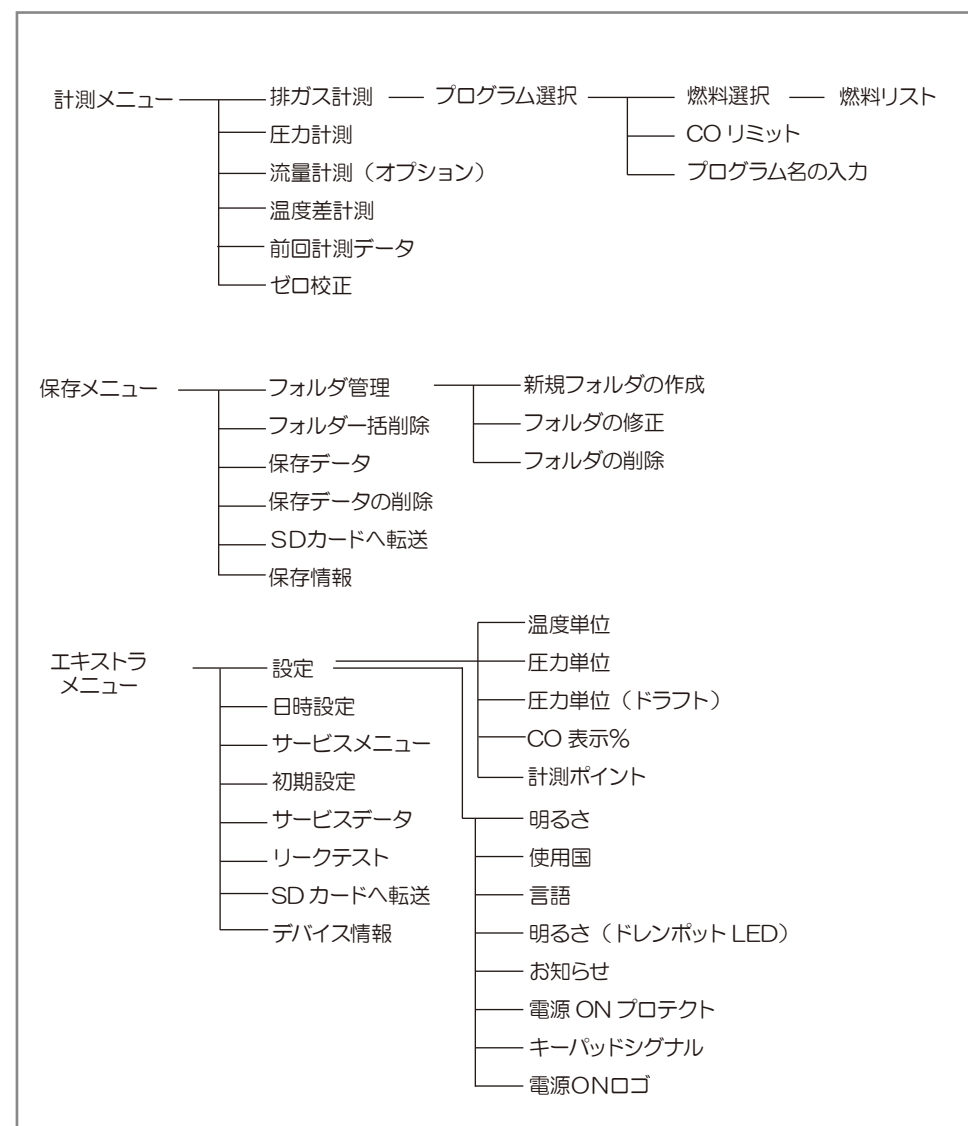 計測メニュー 排ガス計測 プログラム選択 燃料選択 燃料リスト
圧力計測 CO リミット
流量計測（オプション） プログラム名の入力
温度差計測
前回計測データ
ゼロ校正
保存メニュー フォルダ管理 新規フォルダの作成
フォルダ一括削除 フォルダの修正
保存データ フォルダの削除
保存データの削除
SDカードへ転送
保存情報
温度単位
エキストラ
メニュー 設定 圧力単位
日時設定 圧力単位（ドラフト）
サービスメニュー CO 表示%
初期設定 計測ポイント
サービスデータ 明るさ
リークテスト 使用国
SD カードへ転送 言語
デバイス情報 明るさ（ドレンポット LED）
お知らせ
電源 ON プロテクト
キーパッドシグナル
電源ONロゴ